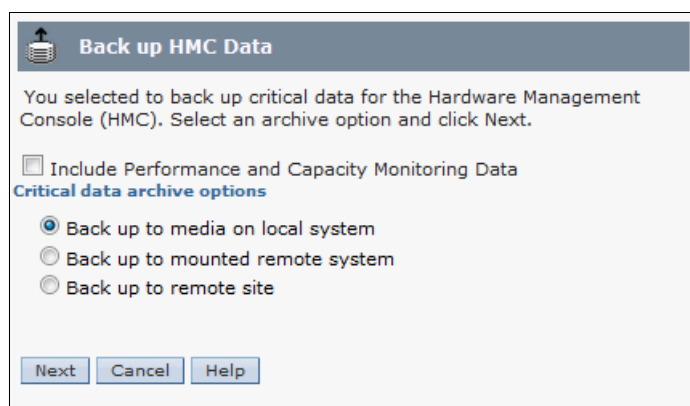 Back up HMC Data
You selected to back up critical data for the Hardware Management
Console (HMC). Select an archive option and click Next.
Include Performance and Capacity Monitoring Data
Critical data archive options
Back up to media on local system
Back up to mounted remote system
Back up to remote site
Next Cancel Help